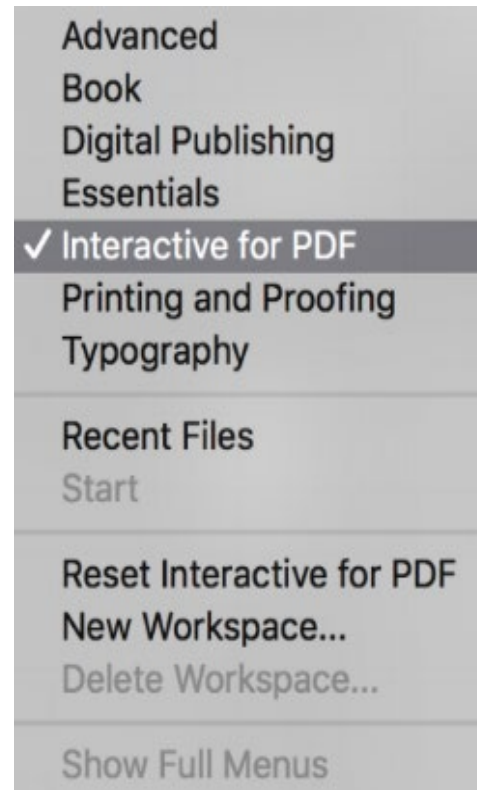 Advanced
Book
Digital Publishing
Essentials
✓ Interactive for PDF
Printing and Proofing
Typography
Recent Files
Start
Reset Interactive for PDF
New Workspace...
Delete Workspace...
Show Full Menus